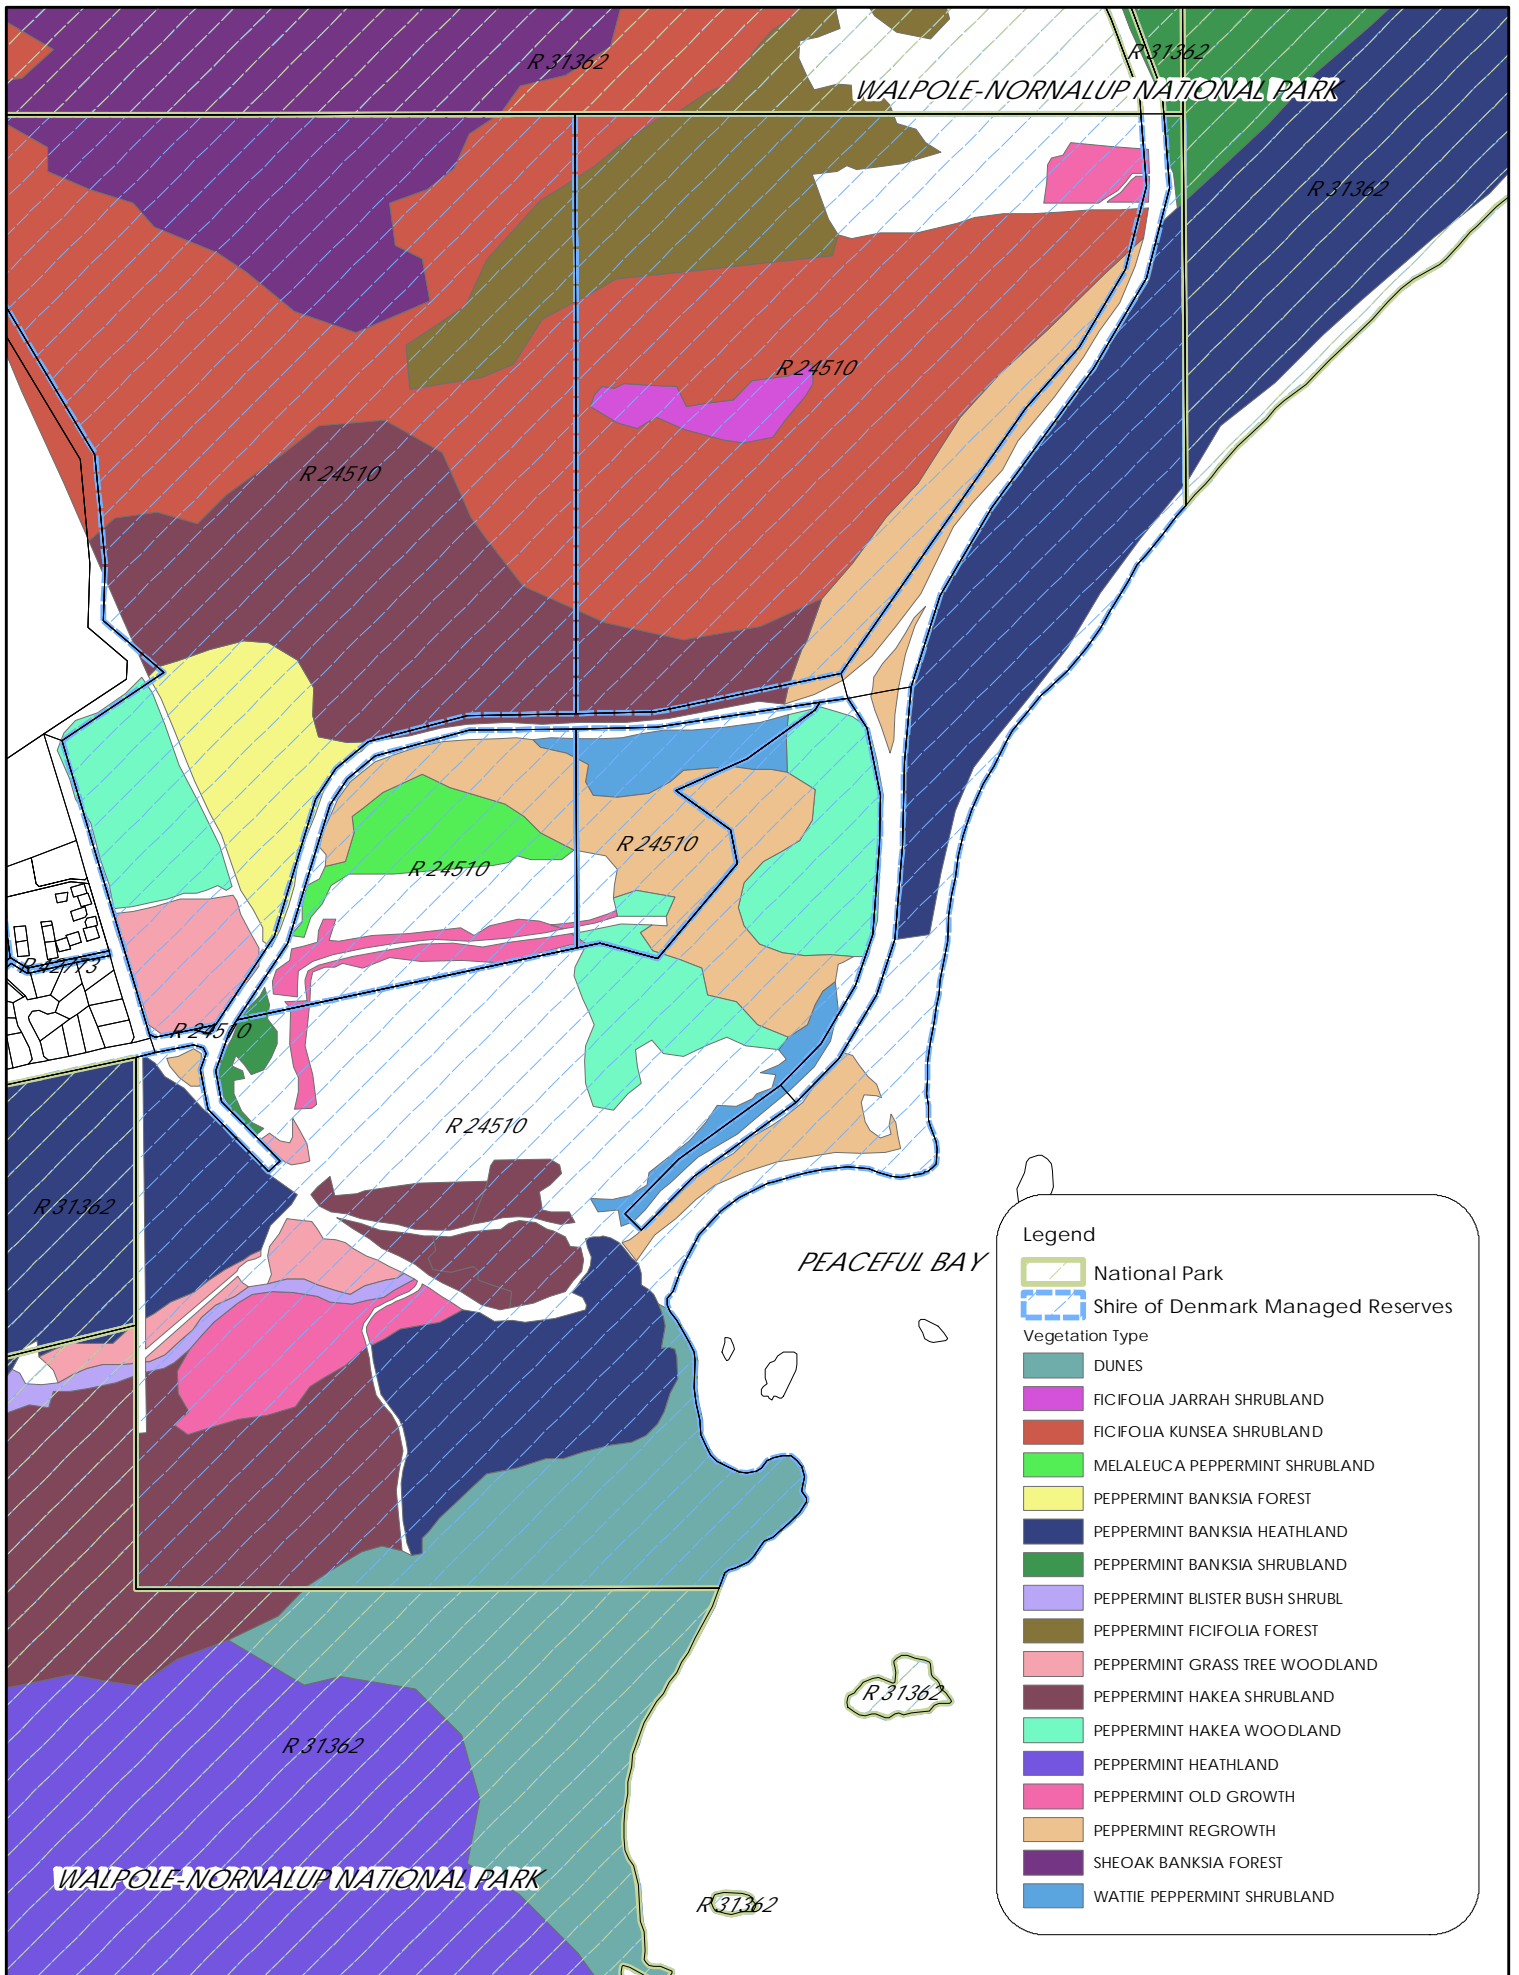 R 31362
R 31362
WALPOLE-NORNALUP NATIONAL PARK
R 31362
R 24510
R 24510
R 24510
R 24510
R 42773
R 24510
R 24510
R 31362
PEACEFUL BAY
Legend
National Park
Shire of Denmark Managed Reserves
Vegetation Type
DUNES
FICIFOLIA JARRAH SHRUBLAND
FICIFOLIA KUNSEA SHRUBLAND
MELALEUCA PEPPERMINT SHRUBLAND
PEPPERMINT BANKSIA FOREST
PEPPERMINT BANKSIA HEATHLAND
PEPPERMINT BANKSIA SHRUBLAND
PEPPERMINT BLISTER BUSH SHRUBL
PEPPERMINT FICIFOLIA FOREST
PEPPERMINT GRASS TREE WOODLAND
PEPPERMINT HAKEA SHRUBLAND
PEPPERMINT HAKEA WOODLAND
PEPPERMINT HEATHLAND
PEPPERMINT OLD GROWTH
PEPPERMINT REGROWTH
SHEOAK BANKSIA FOREST
WATTIE PEPPERMINT SHRUBLAND
R 31362
R 31362
WALPOLE-NORNALUP NATIONAL PARK
R 31362